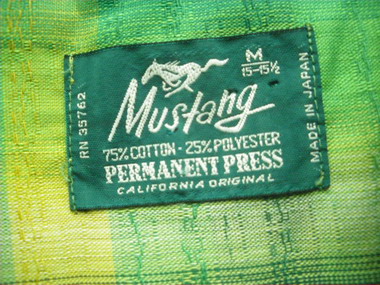 M
15-15½
Mustang
75% COTTON - 25% POLYESTER
PERMANENT PRESS
CALIFORNIA ORIGINAL
RN 35762
MADE IN JAPAN